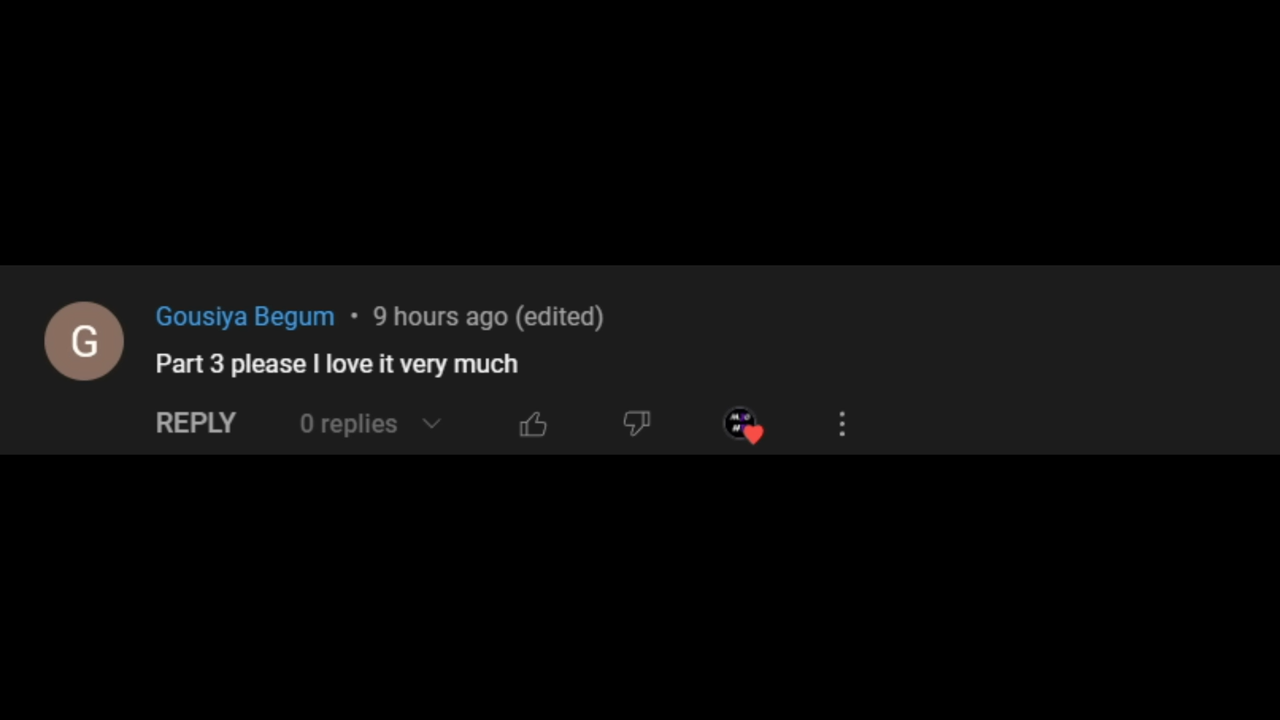 G
Gousiya Begum • 9 hours ago (edited)
Part 3 please I love it very much
REPLY 0 replies